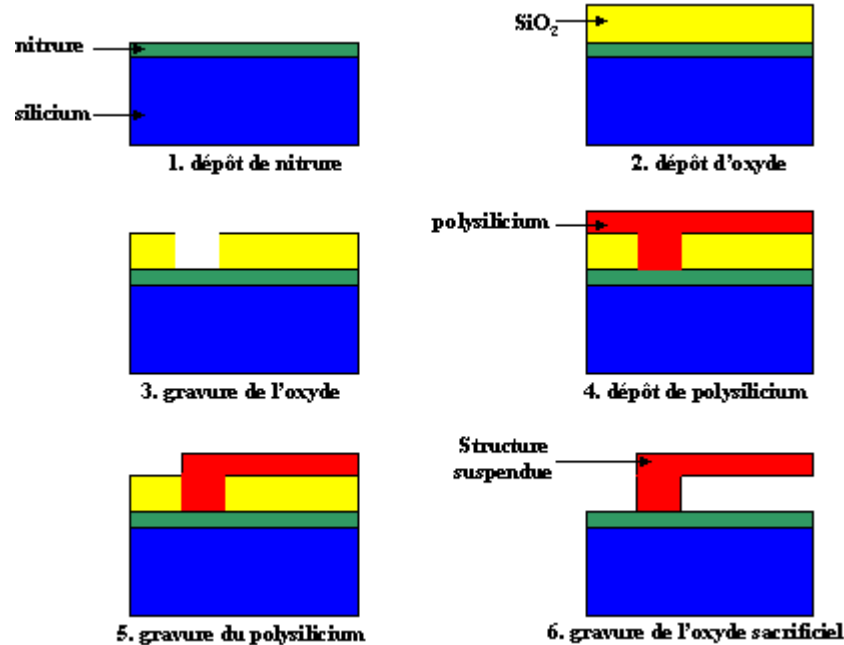 nitrure
silicium
1. dépôt de nitrure
SiO₂
2. dépôt d'oxyde
3. gravure de l'oxyde
polysilicium
4. dépôt de polysilicium
5. gravure du polysilicium
Structure
suspendue
6. gravure de l'oxyde sacrificiel